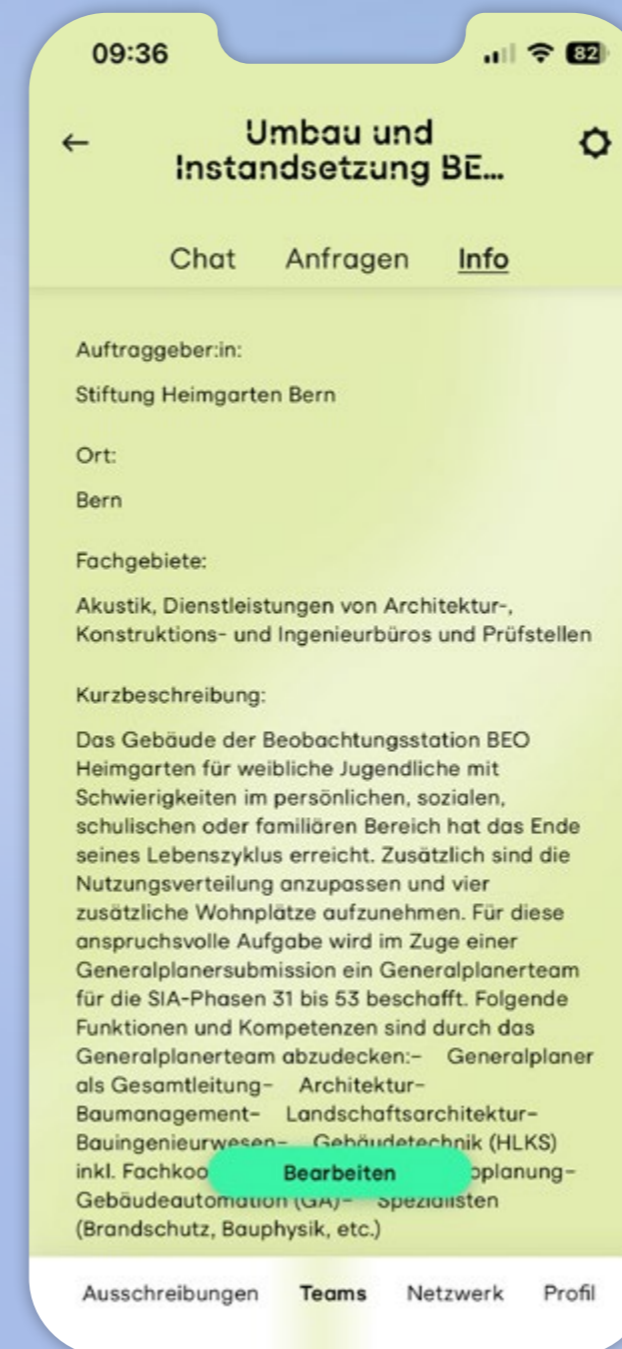 09:36
82
Umbau und
Instandsetzung BE...
Chat Anfragen Info
Auftraggeber:in:
Stiftung Heimgarten Bern
Ort:
Bern
Fachgebiete:
Akustik, Dienstleistungen von Architektur-,
Konstruktions- und Ingenieurbüros und Prüfstellen
Kurzbeschreibung:
Das Gebäude der Beobachtungsstation BEO
Heimgarten für weibliche Jugendliche mit
Schwierigkeiten im persönlichen, sozialen,
schulischen oder familiären Bereich hat das Ende
seines Lebenszyklus erreicht. Zusätzlich sind die
Nutzungsverteilung anzupassen und vier
zusätzliche Wohnplätze aufzunehmen. Für diese
anspruchsvolle Aufgabe wird im Zuge einer
Generalplanersubmission ein Generalplanerteam
für die SIA-Phasen 31 bis 53 beschafft. Folgende
Funktionen und Kompetenzen sind durch das
Generalplanerteam abzudecken:- Generalplaner
als Gesamtleitung- Architektur-
Baumanagement- Landschaftsarchitektur-
Bauingenieurwesen- Gebäudetechnik (HLKS)
inkl. Fachkoo Bearbeiten oplanung-
Gebäudeautomation (GA)- Spezialisten
(Brandschutz, Bauphysik, etc.)
Ausschreibungen Teams Netzwerk Profil